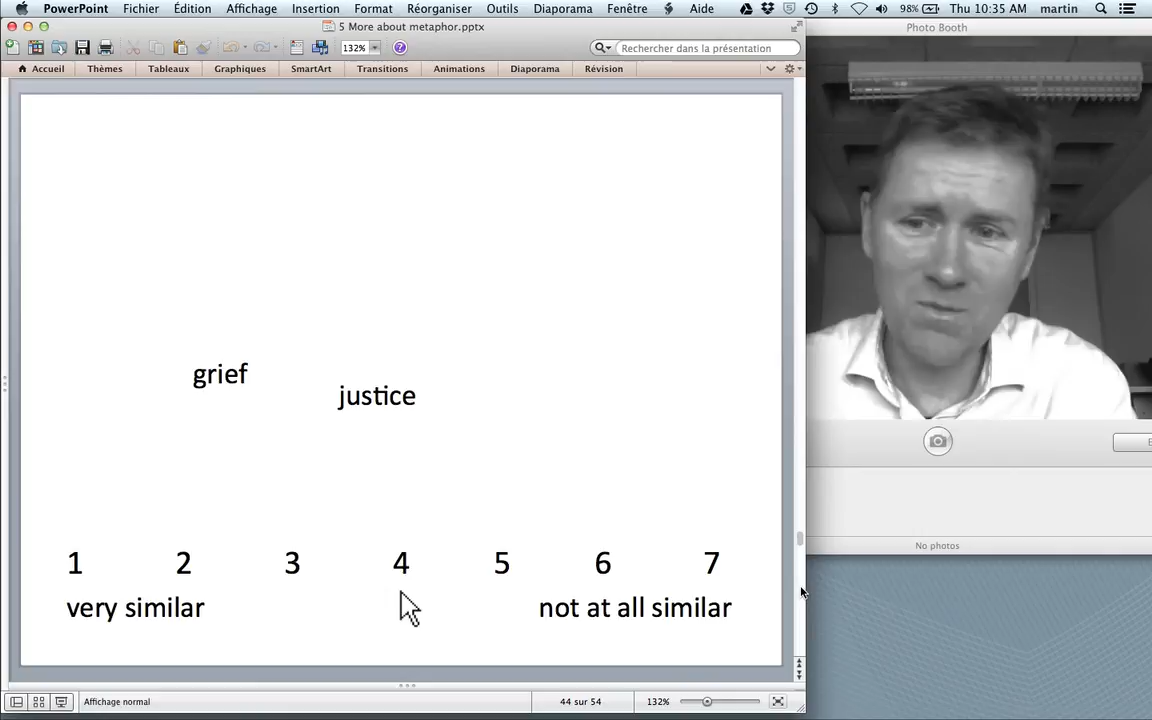 PowerPoint Fichier Édition Affichage Insertion Format Réorganiser Outils Diaporama Fenêtre Aide 98% Thu 10:35 AM martin
5 More about metaphor.pptx
Photo Booth
132% Rechercher dans la présentation
Accueil Thèmes Tableaux Graphiques SmartArt Transitions Animations Diaporama Révision
grief
justice
1 2 3 4 5 6 7
very similar not at all similar
No photos
Affichage normal 44 sur 54 132%